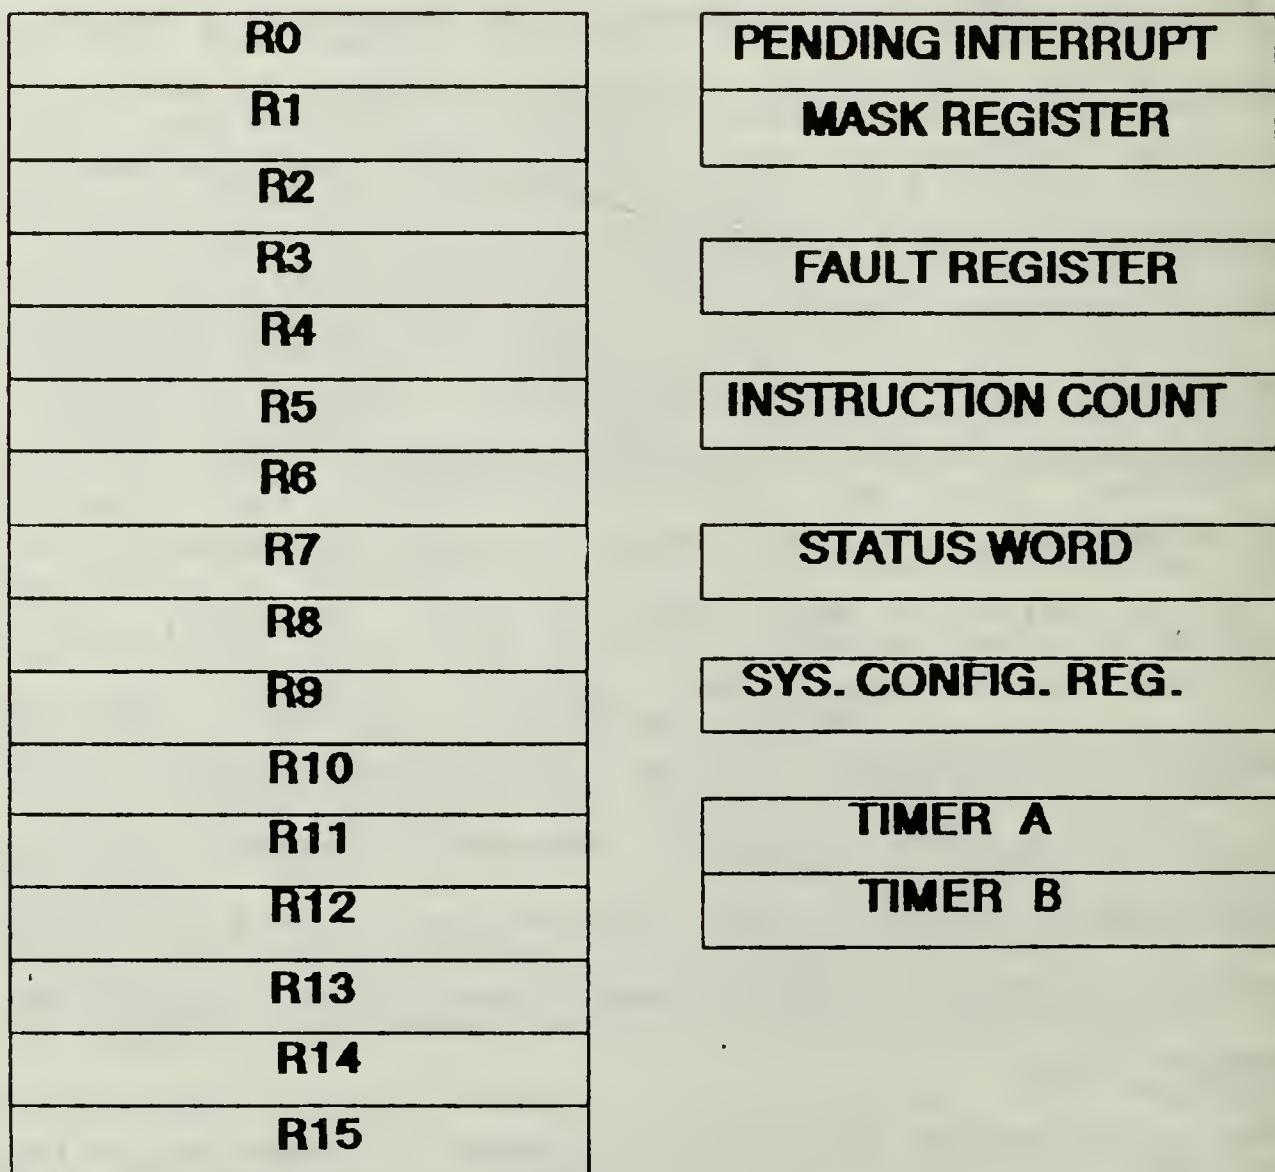 R0
R1
R2
R3
R4
R5
R6
R7
R8
R9
R10
R11
R12
R13
R14
R15
PENDING INTERRUPT
MASK REGISTER
FAULT REGISTER
INSTRUCTION COUNT
STATUS WORD
SYS. CONFIG. REG.
TIMER A
TIMER B